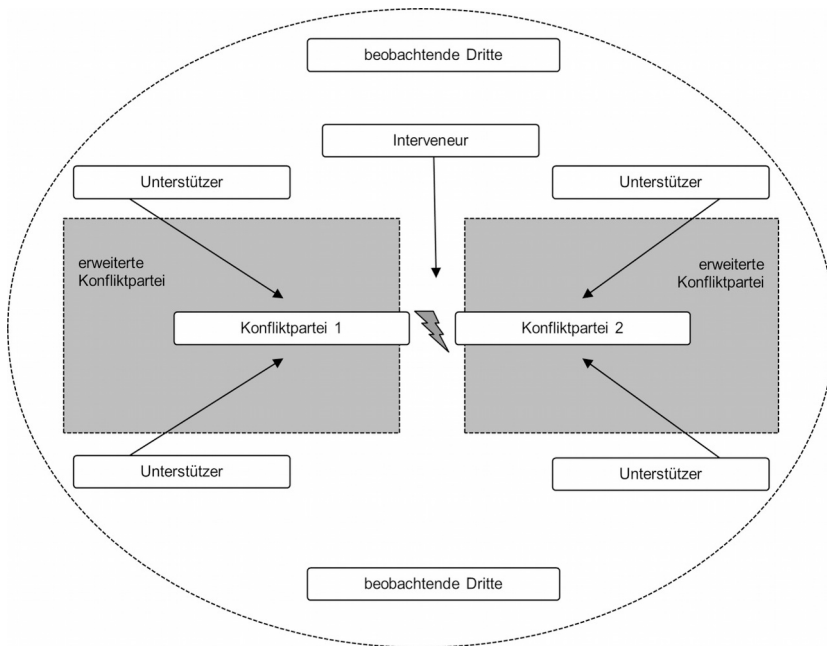 beobachtende Dritte
Interveneur
Unterstützer
Unterstützer
erweiterte
Konfliktpartei
erweiterte
Konfliktpartei
Konfliktpartei 1
Konfliktpartei 2
Unterstützer
Unterstützer
beobachtende Dritte